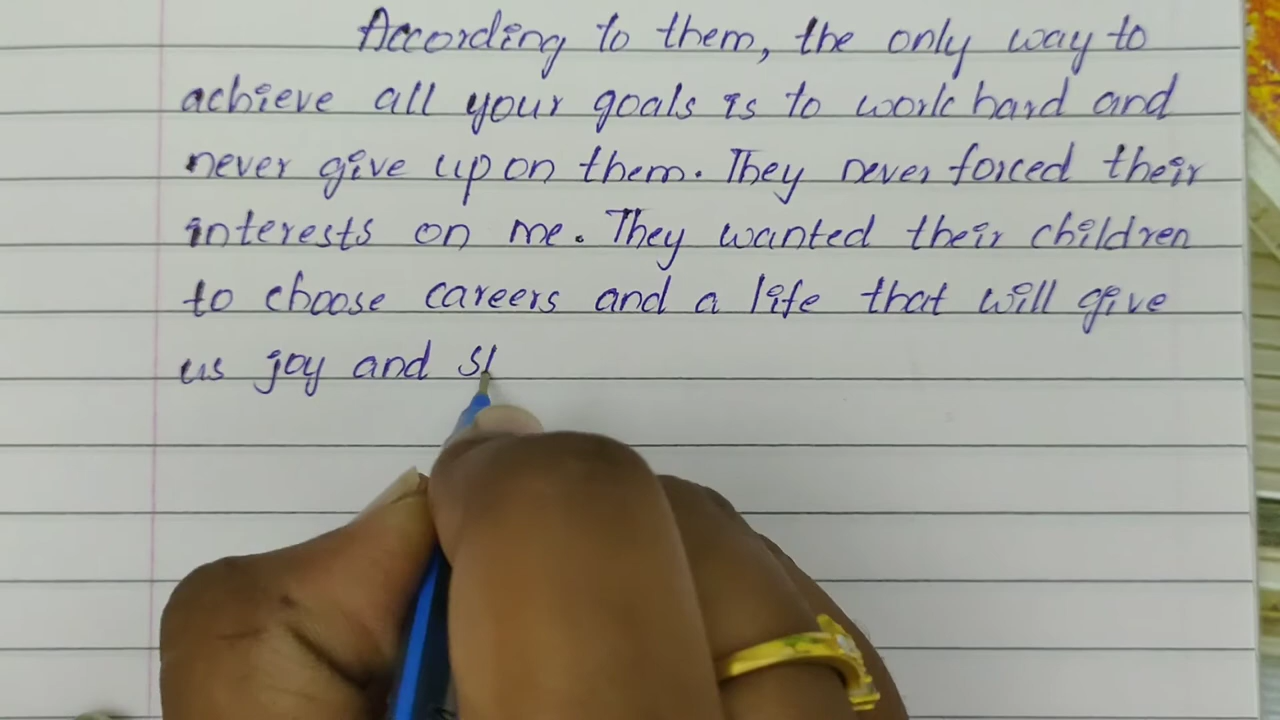 According to them, the only way to
achieve all your goals is to work hard and
never give up on them. They never forced their
interests on me. They wanted their children
to choose careers and a life that will give
us joy and